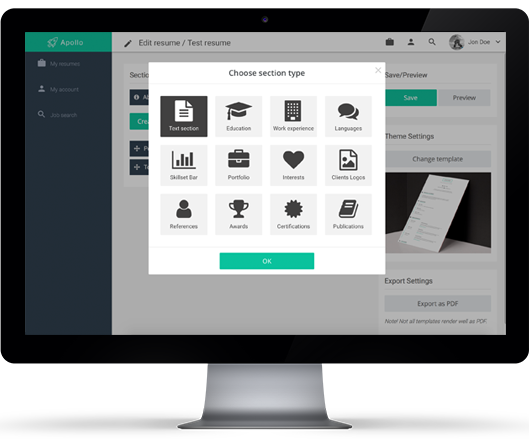 Apollo
Edit resume / Test resume
Jon Doe
My resumes
My account
Job search
Choose section type
Text section
Education
Work experience
Languages
Skillset Bar
Portfolio
Interests
Clients Logos
References
Awards
Certifications
Publications
OK
Save/Preview
Save
Preview
Theme Settings
Change template
Export Settings
Export as PDF
Note! Not all templates render well as PDF.